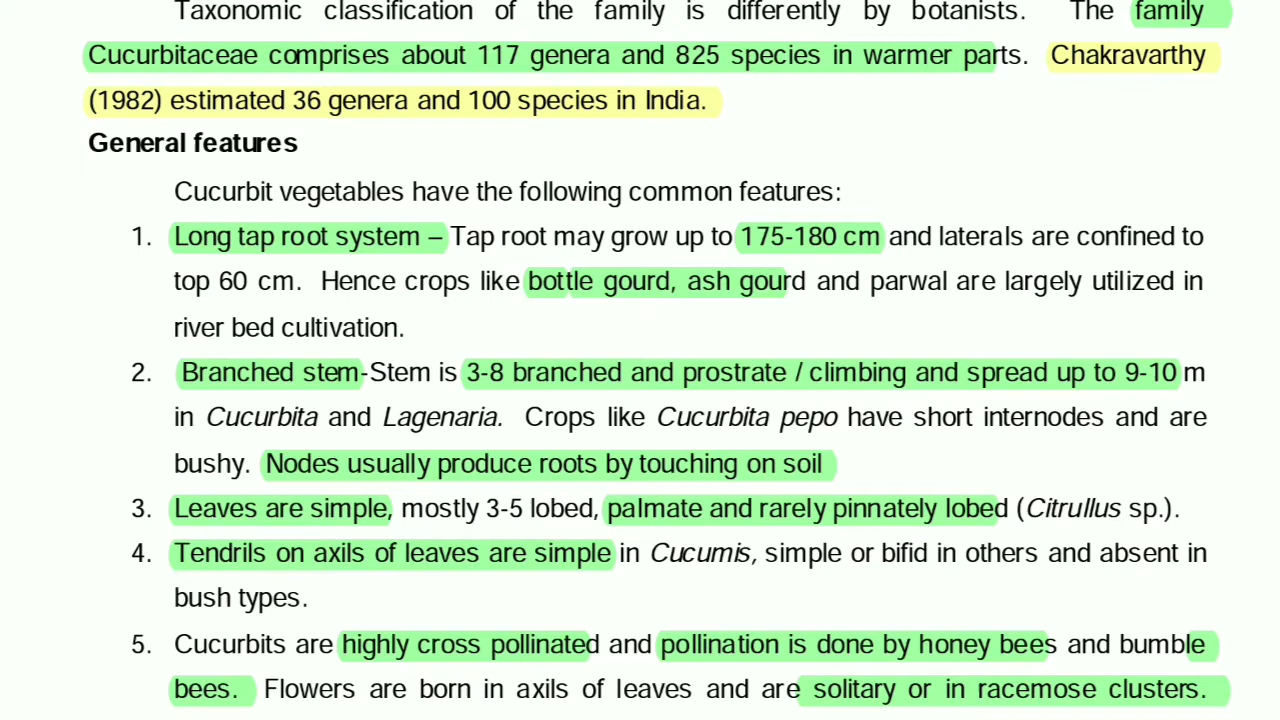 Taxonomic classification of the family is differently by botanists. The family
Cucurbitaceae comprises about 117 genera and 825 species in warmer parts. Chakravarthy
(1982) estimated 36 genera and 100 species in India.
General features
Cucurbit vegetables have the following common features:
1. Long tap root system – Tap root may grow up to 175-180 cm and laterals are confined to
top 60 cm. Hence crops like bottle gourd, ash gourd and parwal are largely utilized in
river bed cultivation.
2. Branched stem-Stem is 3-8 branched and prostrate / climbing and spread up to 9-10 m
in Cucurbita and Lagenaria. Crops like Cucurbita pepo have short internodes and are
bushy. Nodes usually produce roots by touching on soil
3. Leaves are simple, mostly 3-5 lobed, palmate and rarely pinnately lobed (Citrullus sp.).
4. Tendrils on axils of leaves are simple in Cucumis, simple or bifid in others and absent in
bush types.
5. Cucurbits are highly cross pollinated and pollination is done by honey bees and bumble
bees. Flowers are born in axils of leaves and are solitary or in racemose clusters.